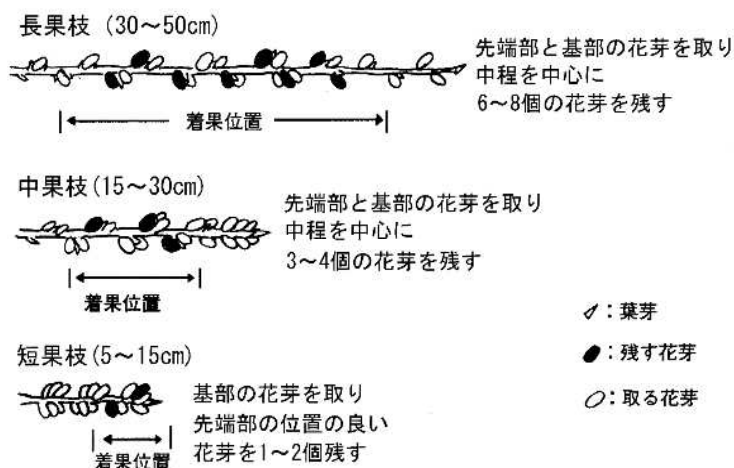 長果枝 (30～50cm)
先端部と基部の花芽を取り
中程を中心に
6～8個の花芽を残す
着果位置
中果枝(15～30cm)
先端部と基部の花芽を取り
中程を中心に
3～4個の花芽を残す
着果位置
短果枝(5～15cm)
基部の花芽を取り
先端部の位置の良い
花芽を1～2個残す
着果位置
：葉芽
：残す花芽
：取る花芽